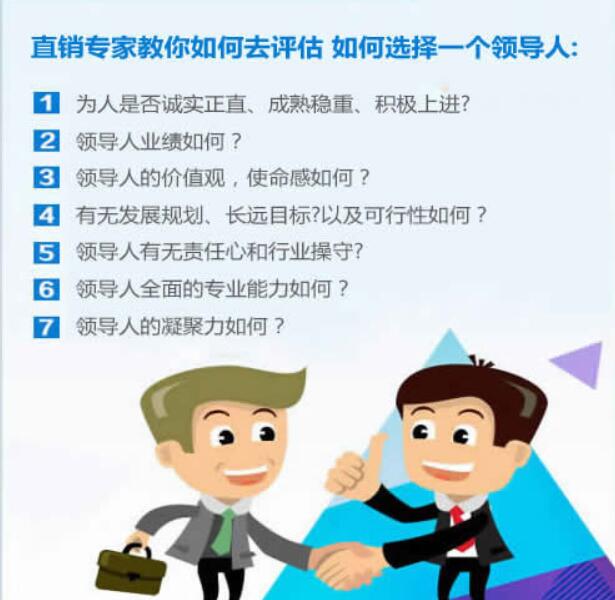 直销专家教你如何去评估 如何选择一个领导人:
1 为人是否诚实正直、成熟稳重、积极上进?
2 领导人业绩如何？
3 领导人的价值观，使命感如何？
4 有无发展规划、长远目标?以及可行性如何？
5 领导人有无责任心和行业操守?
6 领导人全面的专业能力如何？
7 领导人的凝聚力如何？